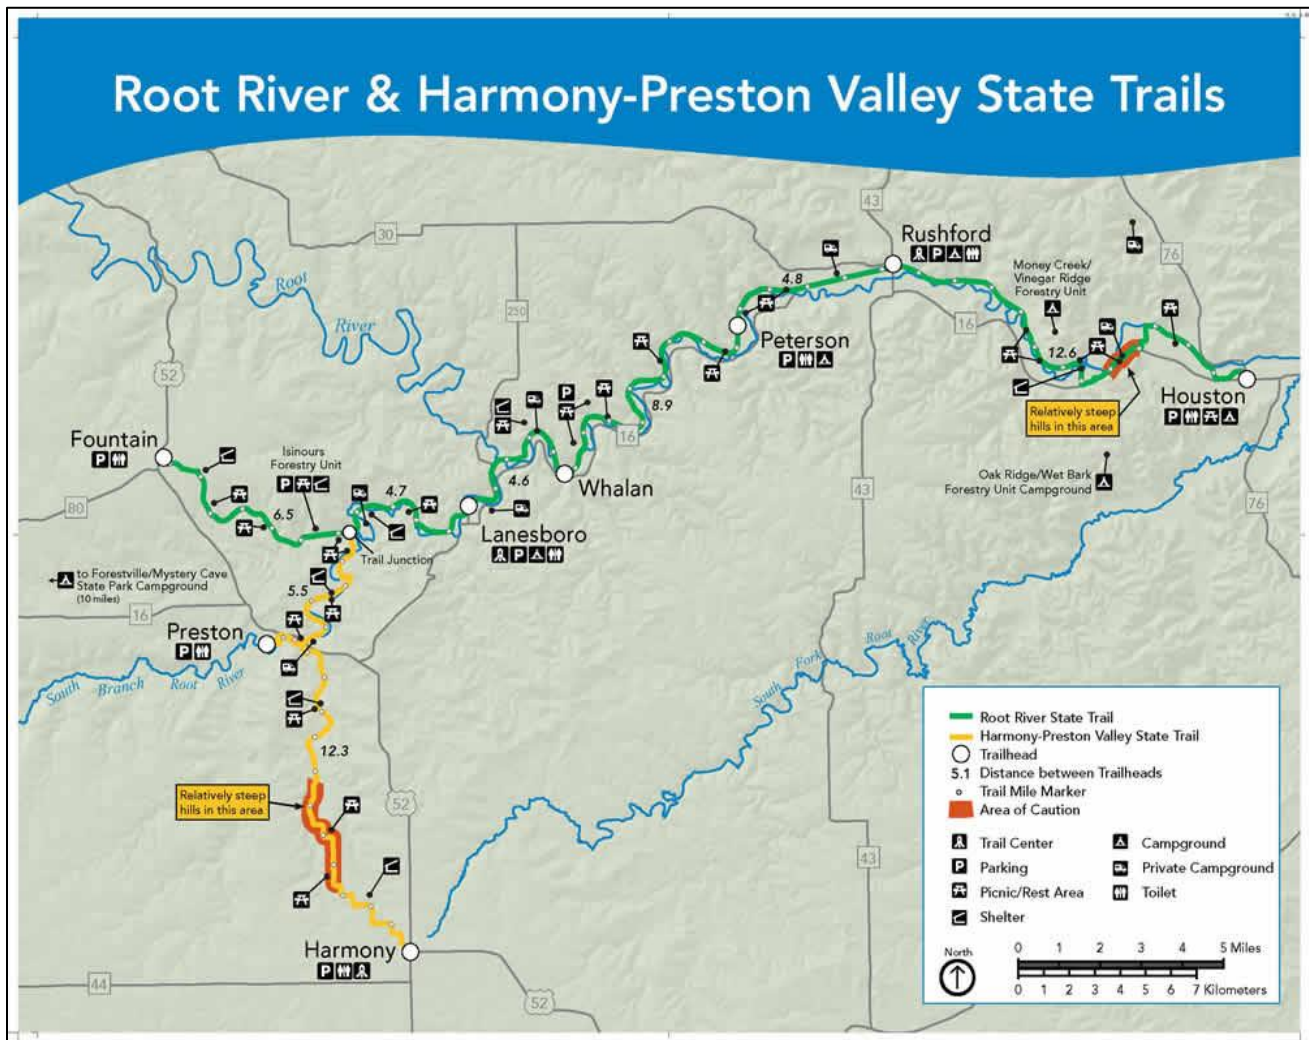 Root River & Harmony-Preston Valley State Trails
43
Rushford
30
Root
River
Money Creek/
Vinegar Ridge
Forestry Unit
76
4.8
250
16
Peterson
52
12.6
8.9
Houston
Relatively steep
hills in this area
Fountain
16
Isinours
Forestry Unit
Whalan
4.6
4.7
Oak Ridge/Wet Bark
Forestry Unit Campground
43
76
80
6.5
Lanesboro
Trail Junction
to Forestville/Mystery Cave
State Park Campground
(10 miles)
5.5
16
Preston
South Branch Root River
South Fork Root River
12.3
Relatively steep
hills in this area
52
43
Harmony
44
52
Root River State Trail
Harmony-Preston Valley State Trail
Trailhead
5.1 Distance between Trailheads
Trail Mile Marker
Area of Caution
Trail Center
Campground
P Parking
Private Campground
Picnic/Rest Area
Toilet
Shelter
North
0 1 2 3 4 5 Miles
0 1 2 3 4 5 6 7 Kilometers